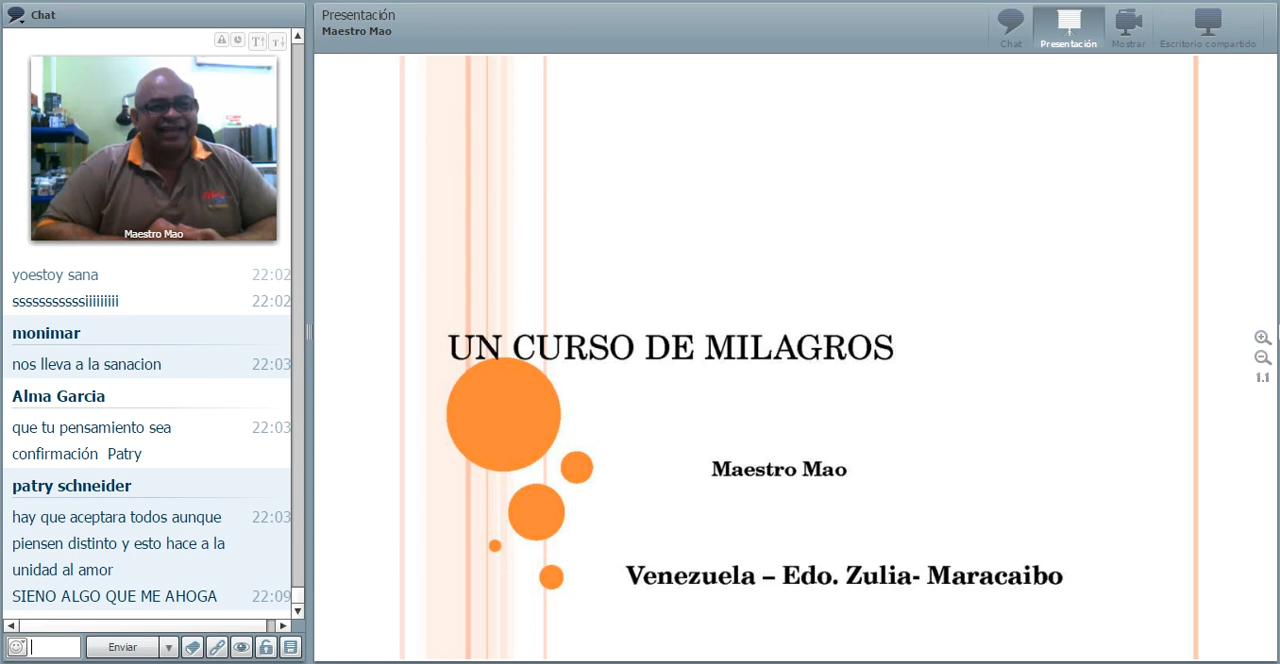 Chat
Presentación
Maestro Mao
Chat
Presentación
Mostrar
Escritorio compartido
Maestro Mao
yoestoy sana 22:02
sssssssssssiiiiiiiii 22:02
monimar
nos lleva a la sanacion 22:03
Alma Garcia
que tu pensamiento sea 22:03
confirmación Patry
patry schneider
hay que aceptara todos aunque 22:03
piensen distinto y esto hace a la
unidad al amor
SIENO ALGO QUE ME AHOGA 22:09
Enviar
UN CURSO DE MILAGROS
Maestro Mao
Venezuela – Edo. Zulia- Maracaibo
1.1